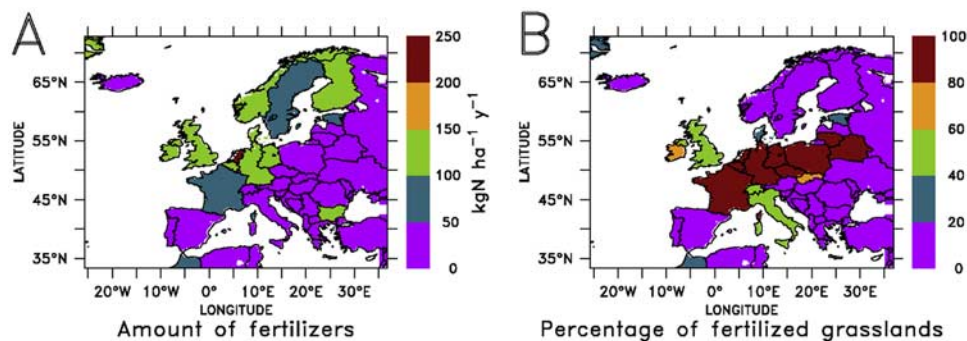 A
LATITUDE
65°N
55°N
45°N
35°N
20°W 10°W 0° 10°E 20°E 30°E
LONGITUDE
Amount of fertilizers
250
200
150
100
50
0
kgN ha⁻¹ y⁻¹
B
LATITUDE
65°N
55°N
45°N
35°N
20°W 10°W 0° 10°E 20°E 30°E
LONGITUDE
Percentage of fertilized grasslands
100
80
60
40
20
0